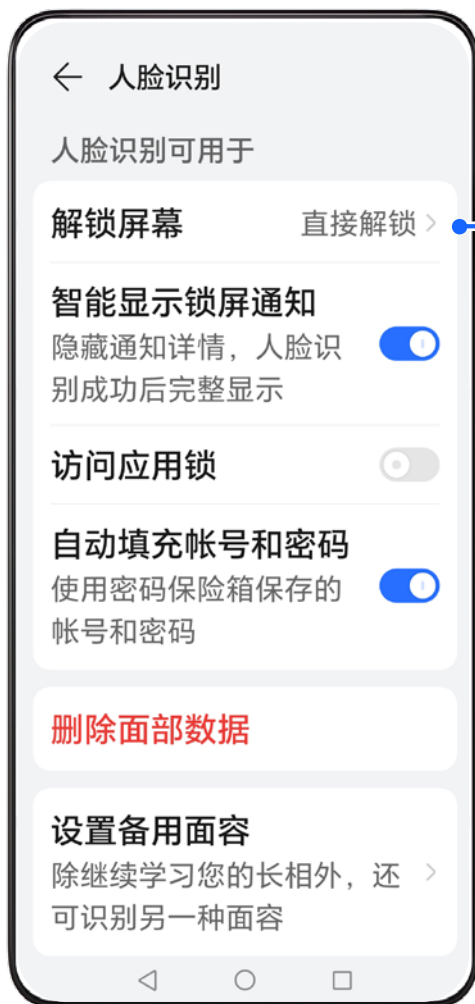 人脸识别
人脸识别可用于
解锁屏幕 直接解锁
智能显示锁屏通知
隐藏通知详情，人脸识
别成功后完整显示
访问应用锁
自动填充帐号和密码
使用密码保险箱保存的
帐号和密码
删除面部数据
设置备用面容
除继续学习您的长相外，还
可识别另一种面容